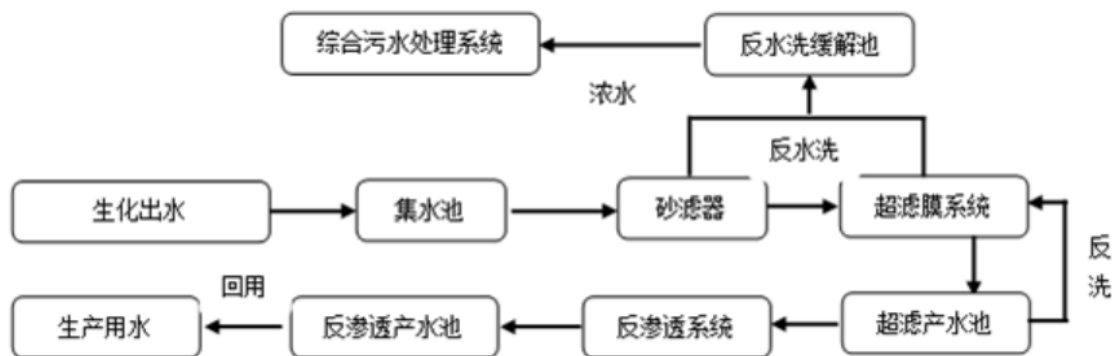 综合污水处理系统
反水洗缓解池
浓水
反水洗
生化出水
集水池
砂滤器
超滤膜系统
反洗
回用
生产用水
反渗透产水池
反渗透系统
超滤产水池